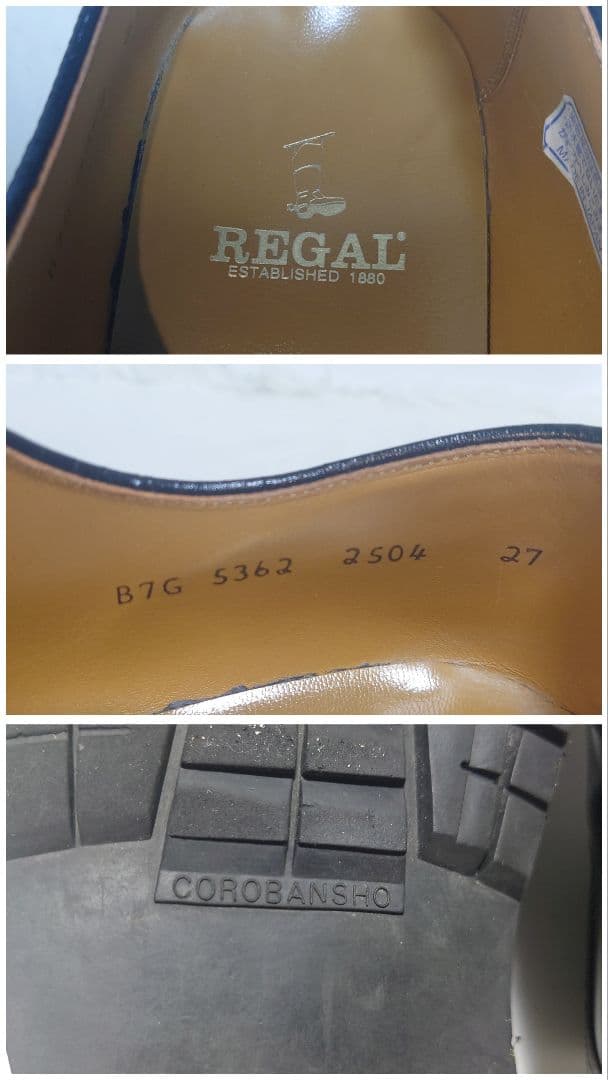 REGAL
ESTABLISHED 1880
B7G 5362 2504 27
COROBANSHO